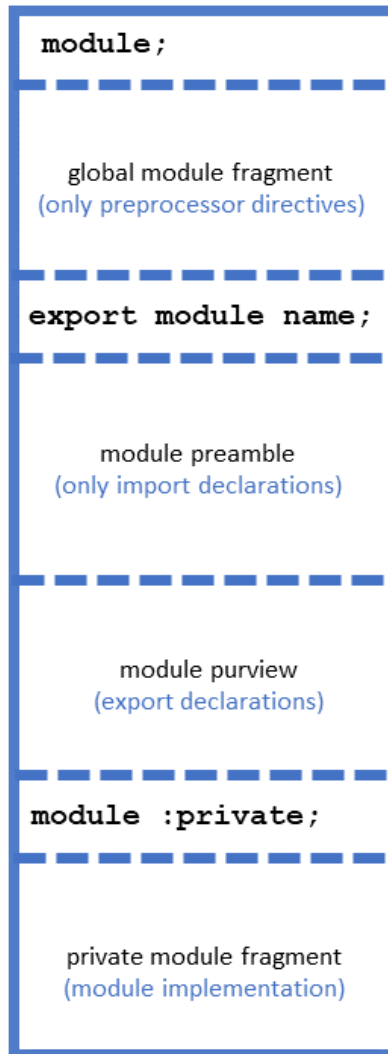 module;
global module fragment
(only preprocessor directives)
export module name;
module preamble
(only import declarations)
module purview
(export declarations)
module :private;
private module fragment
(module implementation)